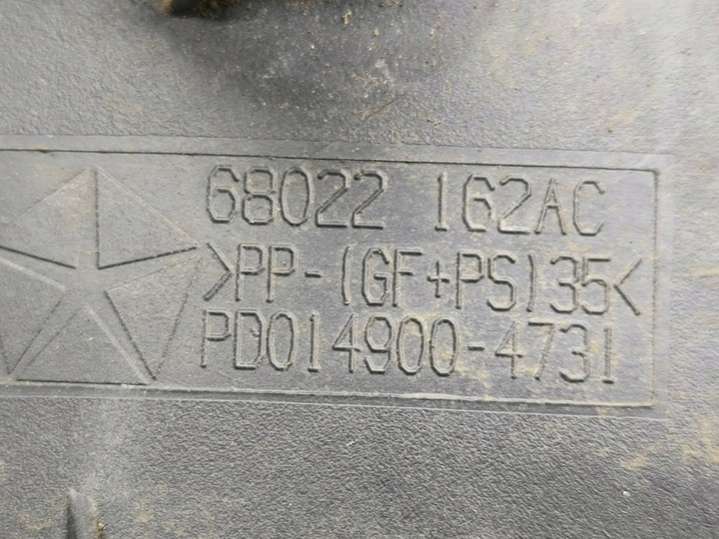 68022 162AC
>PP-(GF+PS)35<
PD014900-4731